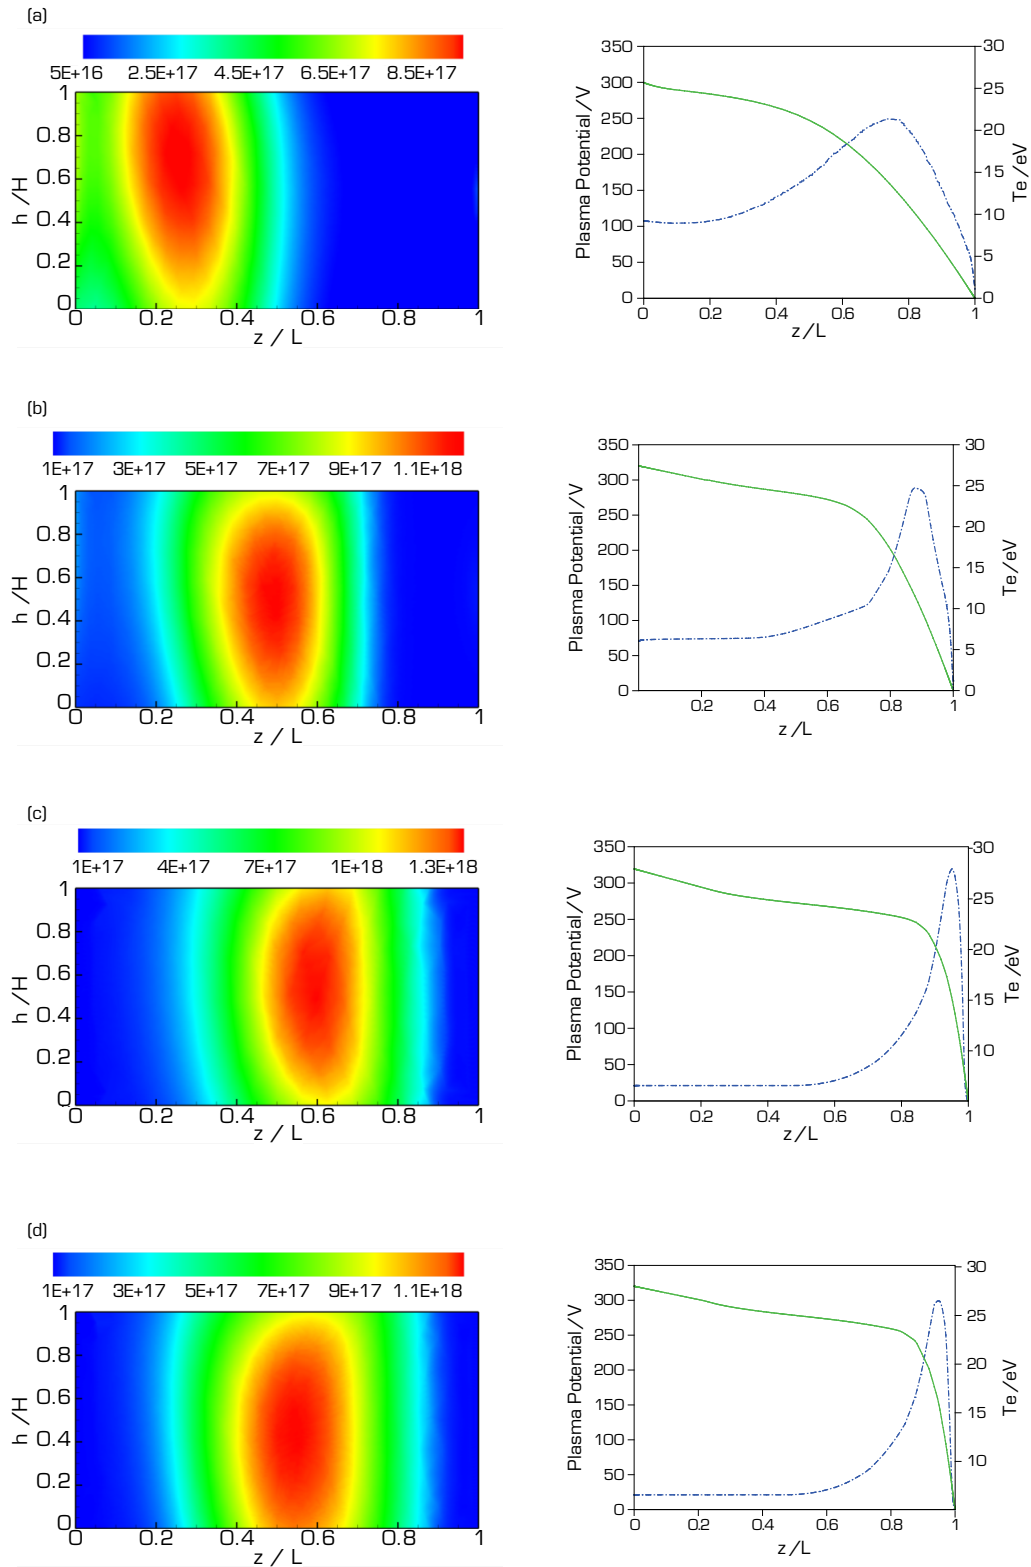 (a)
5E+16 2.5E+17 4.5E+17 6.5E+17 8.5E+17
1
0.8
0.6
0.4
0.2
0
h /H
0 0.2 0.4 0.6 0.8 1
z / L
350
300
250
200
150
100
50
0
Plasma Potential/V
30
25
20
15
10
5
0
Te/eV
0 0.2 0.4 0.6 0.8 1
z/L
(b)
1E+17 3E+17 5E+17 7E+17 9E+17 1.1E+18
1
0.8
0.6
0.4
0.2
0
h /H
0 0.2 0.4 0.6 0.8 1
z / L
350
300
250
200
150
100
50
0
Plasma Potential/V
30
25
20
15
10
5
0
Te/eV
0.2 0.4 0.6 0.8 1
z/L
(c)
1E+17 4E+17 7E+17 1E+18 1.3E+18
1
0.8
0.6
0.4
0.2
0
h /H
0 0.2 0.4 0.6 0.8 1
z / L
350
300
250
200
150
100
50
0
Plasma Potential/V
30
25
20
15
10
Te/eV
0 0.2 0.4 0.6 0.8 1
z/L
(d)
1E+17 3E+17 5E+17 7E+17 9E+17 1.1E+18
1
0.8
0.6
0.4
0.2
0
h /H
0 0.2 0.4 0.6 0.8 1
z / L
350
300
250
200
150
100
50
0
Plasma Potential/V
30
25
20
15
10
Te/eV
0 0.2 0.4 0.6 0.8 1
z/L